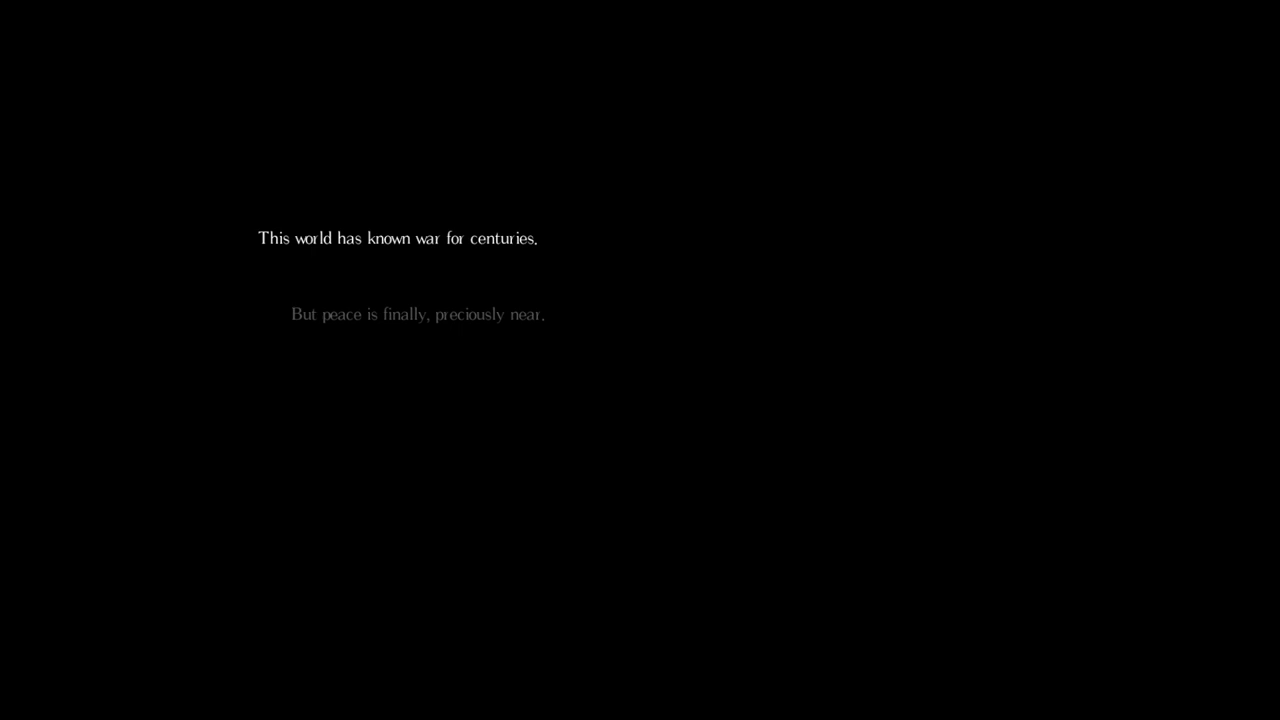 This world has known war for centuries.
But peace is finally, preciously near.